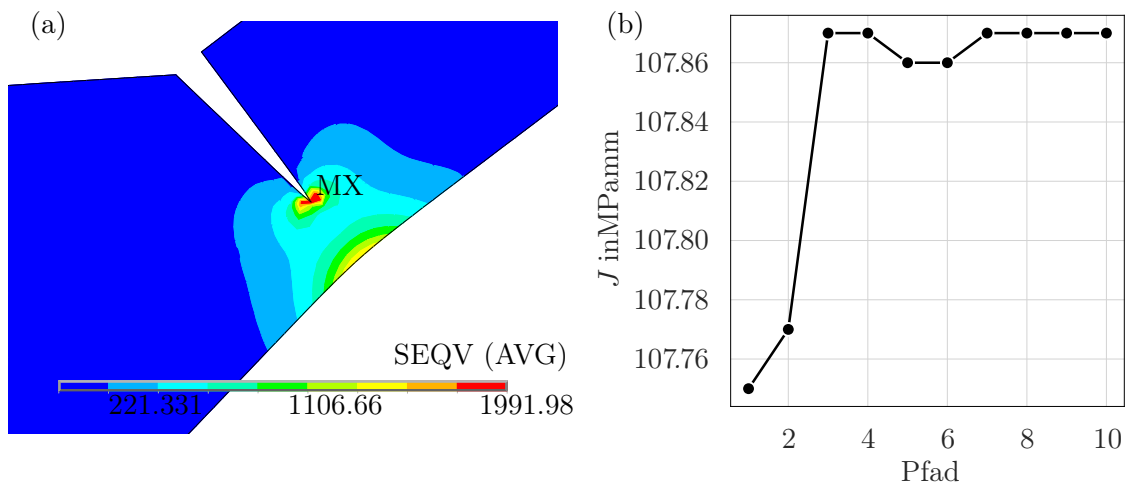 (a)
MX
SEQV (AVG)
221.331 1106.66 1991.98
(b)
107.86
107.84
107.82
107.80
107.78
107.76
J inMPamm
2 4 6 8 10
Pfad